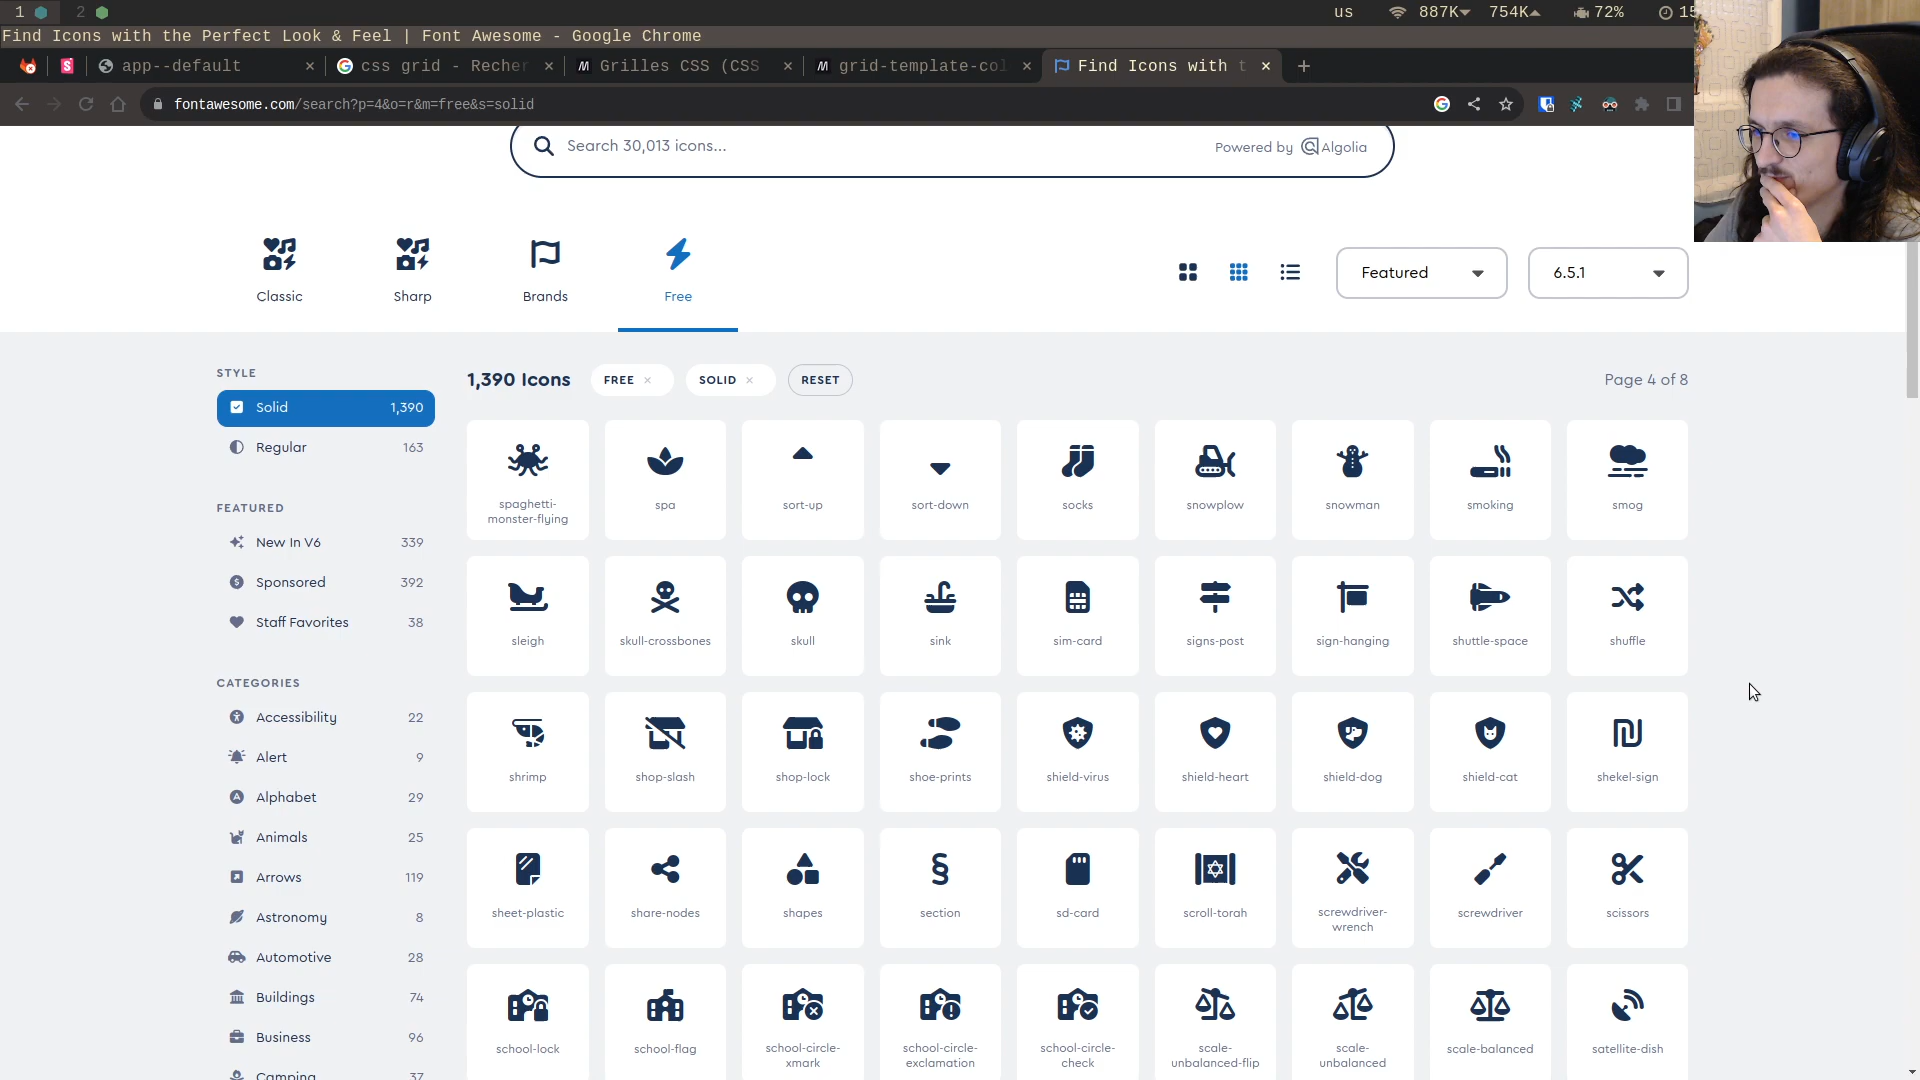 1 2 us 887K 754K 72% 15
Find Icons with the Perfect Look & Feel | Font Awesome - Google Chrome
S app--default × css grid - Recher × Grilles CSS (CSS × grid-template-col × Find Icons with t × +
fontawesome.com/search?p=4&o=r&m=free&s=solid
Search 30,013 icons... Powered by Algolia
Classic Sharp Brands Free Featured 6.5.1
STYLE
Solid 1,390
Regular 163
FEATURED
New In V6 339
Sponsored 392
Staff Favorites 38
CATEGORIES
Accessibility 22
Alert 9
Alphabet 29
Animals 25
Arrows 119
Astronomy 8
Automotive 28
Buildings 74
Business 96
Camping 37
1,390 Icons FREE × SOLID × RESET Page 4 of 8
spaghetti-
monster-flying
spa
sort-up
sort-down
socks
snowplow
snowman
smoking
smog
sleigh
skull-crossbones
skull
sink
sim-card
signs-post
sign-hanging
shuttle-space
shuffle
shrimp
shop-slash
shop-lock
shoe-prints
shield-virus
shield-heart
shield-dog
shield-cat
shekel-sign
sheet-plastic
share-nodes
shapes
section
sd-card
scroll-torah
screwdriver-
wrench
screwdriver
scissors
school-lock
school-flag
school-circle-
xmark
school-circle-
exclamation
school-circle-
check
scale-
unbalanced-flip
scale-
unbalanced
scale-balanced
satellite-dish